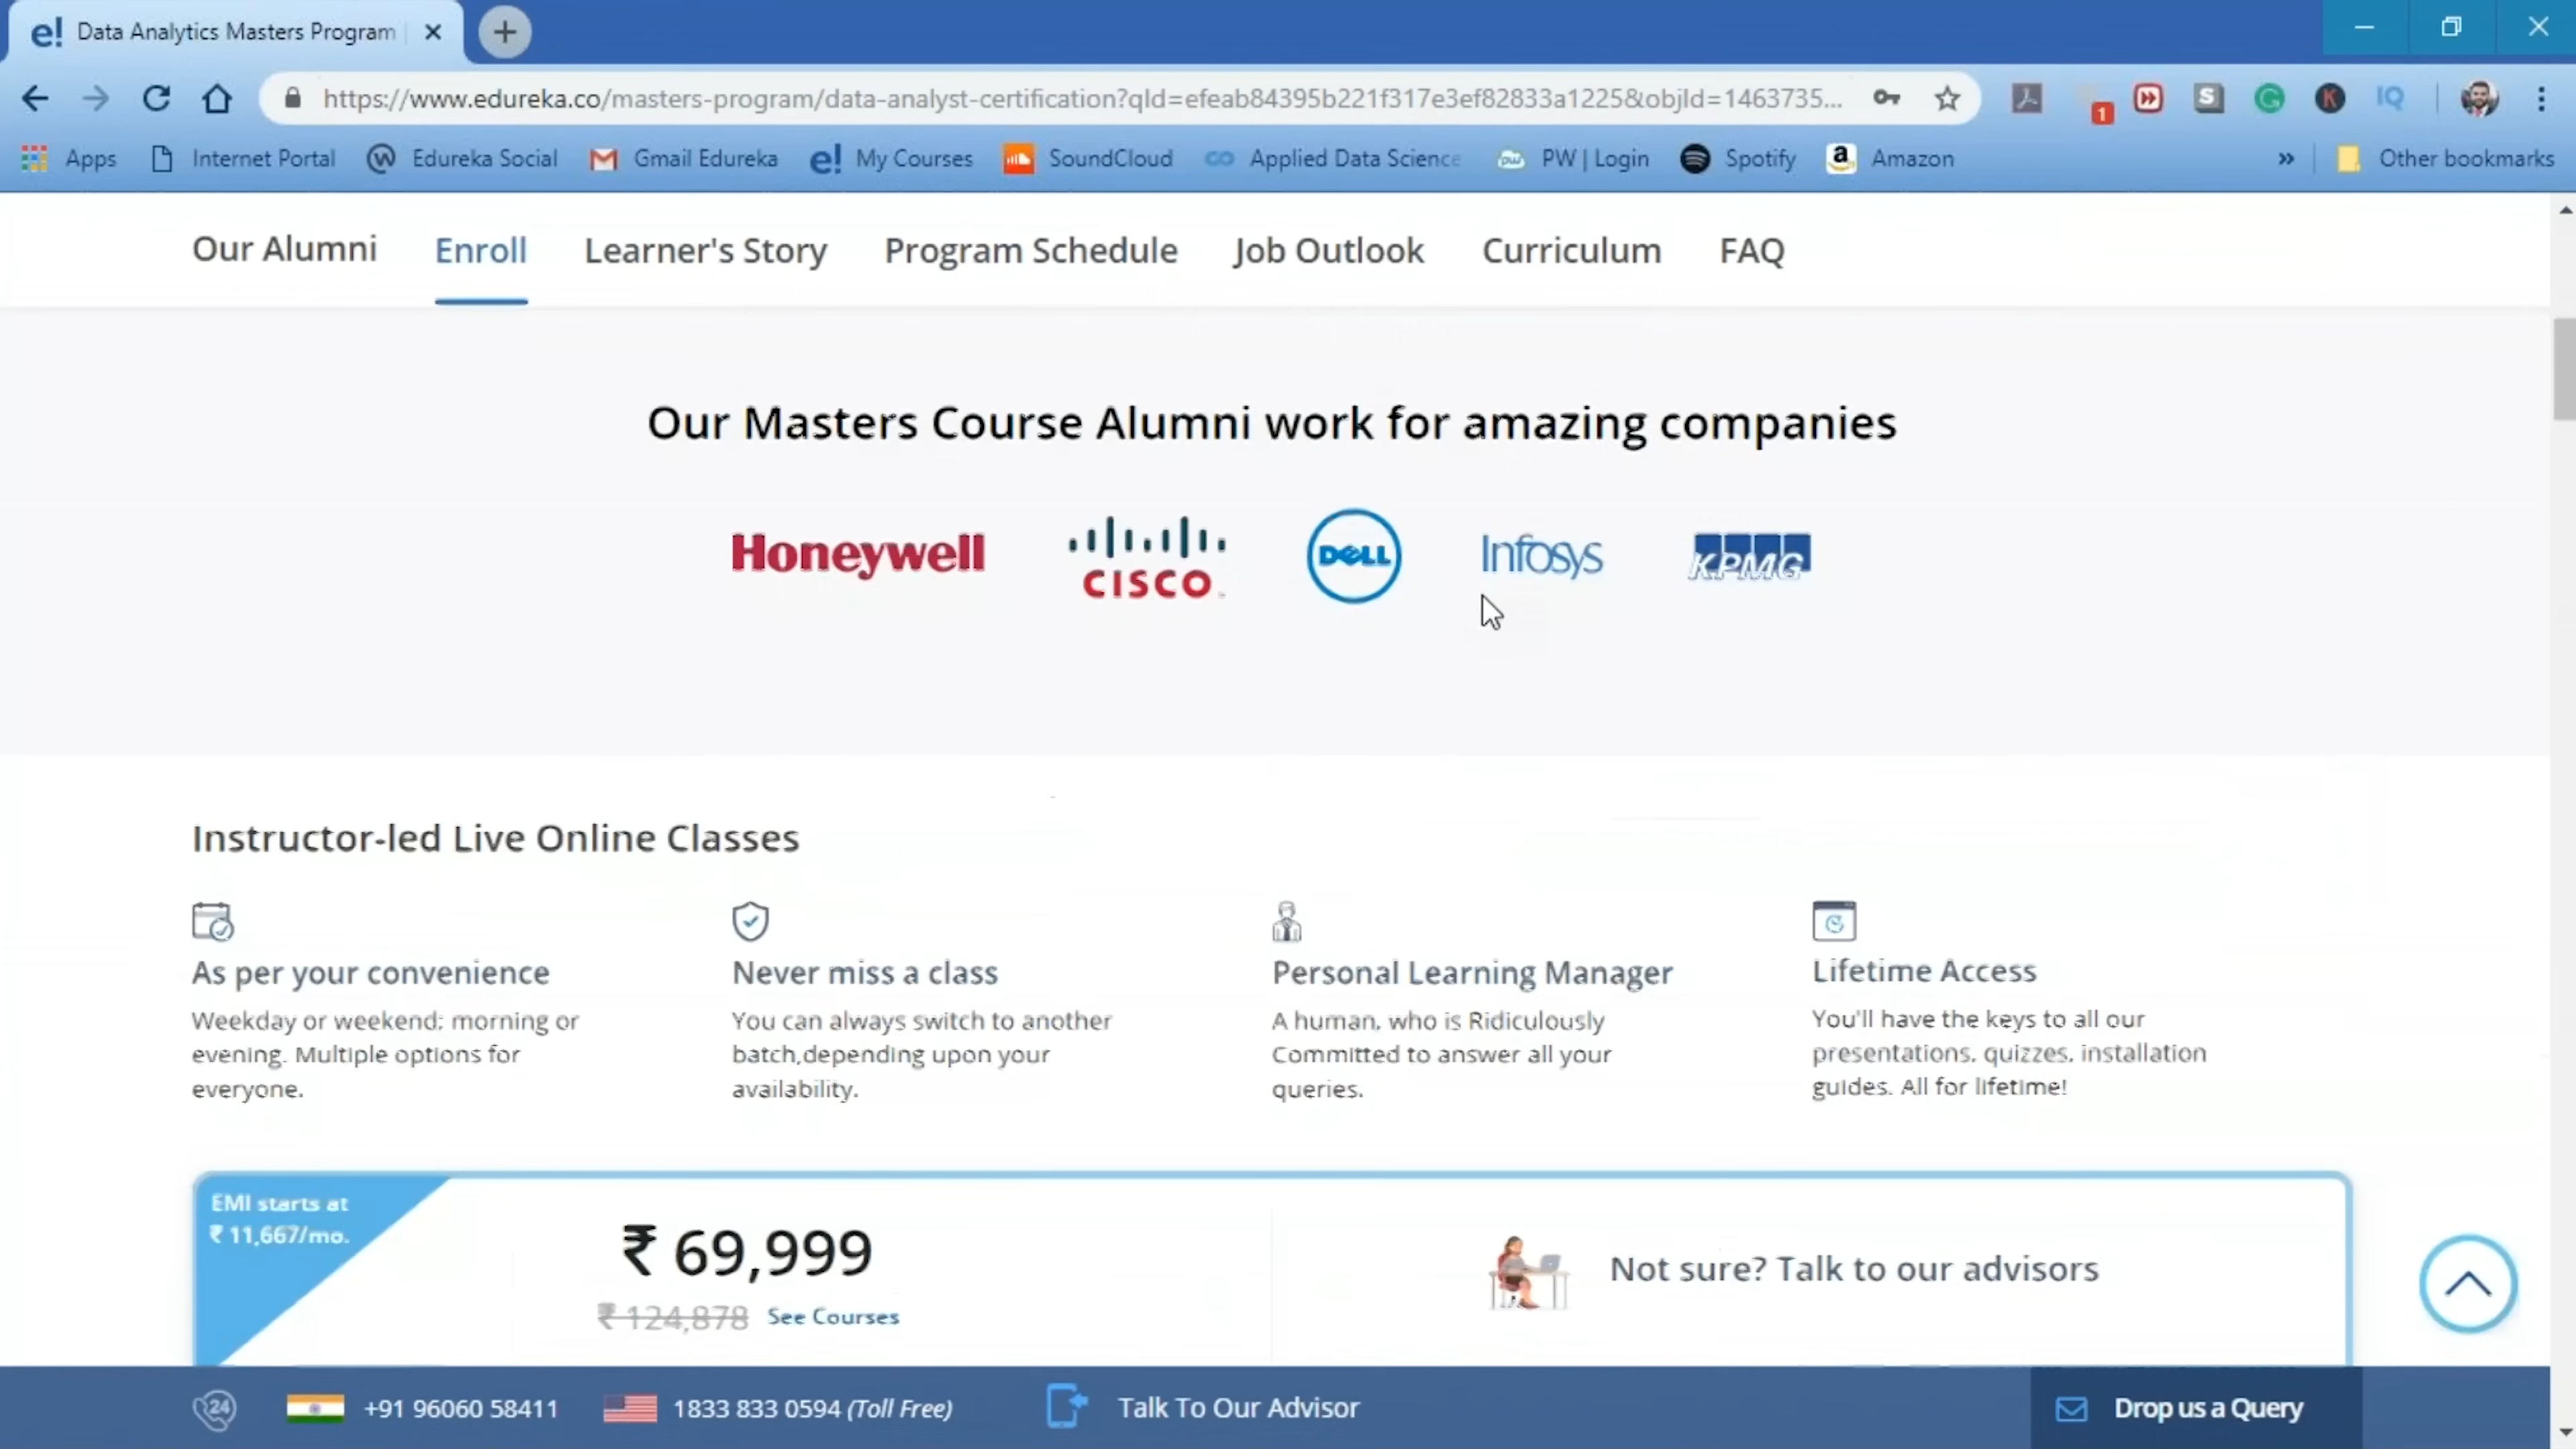 e! Data Analytics Masters Program
https://www.edureka.co/masters-program/data-analyst-certification?qId=efeab84395b221f317e3ef82833a1225&objId=1463735...
1
S
K
IQ
Apps Internet Portal Edureka Social Gmail Edureka e! My Courses SoundCloud Applied Data Science PW | Login Spotify a Amazon » Other bookmarks
Our Alumni Enroll Learner's Story Program Schedule Job Outlook Curriculum FAQ
Our Masters Course Alumni work for amazing companies
Honeywell CISCO DELL Infosys KPMG
Instructor-led Live Online Classes
As per your convenience
Weekday or weekend; morning or
evening. Multiple options for
everyone.
Never miss a class
You can always switch to another
batch,depending upon your
availability.
Personal Learning Manager
A human, who is Ridiculously
Committed to answer all your
queries.
Lifetime Access
You'll have the keys to all our
presentations, quizzes, installation
guides. All for lifetime!
EMI starts at
₹ 11,667/mo.
₹ 69,999
₹ 124,878 See Courses
Not sure? Talk to our advisors
24 +91 96060 58411 1833 833 0594 (Toll Free) Talk To Our Advisor Drop us a Query